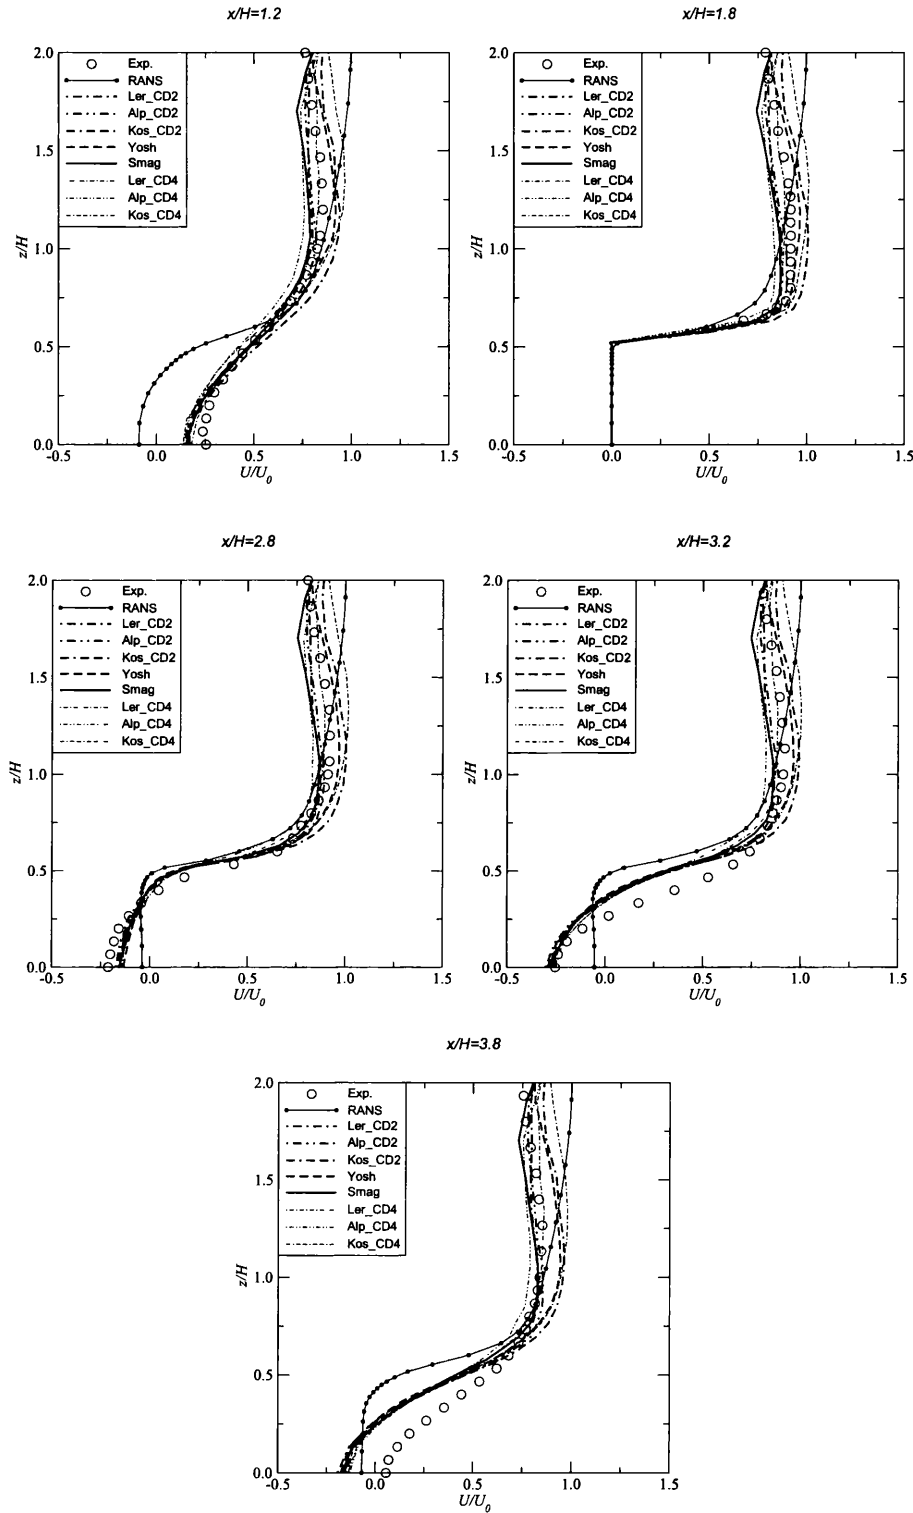 x/H=1.2
2.0
1.5
1.0
0.5
0.0
z/H
Exp.
RANS
Ler_CD2
Alp_CD2
Kos_CD2
Yosh
Smag
Ler_CD4
Alp_CD4
Kos_CD4
-0.5
0.0
0.5
1.0
1.5
U/U0
x/H=1.8
2.0
1.5
1.0
0.5
0.0
z/H
Exp.
RANS
Ler_CD2
Alp_CD2
Kos_CD2
Yosh
Smag
Ler_CD4
Alp_CD4
Kos_CD4
-0.5
0.0
0.5
1.0
1.5
U/U0
x/H=2.8
2.0
1.5
1.0
0.5
0.0
z/H
Exp.
RANS
Ler_CD2
Alp_CD2
Kos_CD2
Yosh
Smag
Ler_CD4
Alp_CD4
Kos_CD4
-0.5
0.0
0.5
1.0
1.5
U/U0
x/H=3.2
2.0
1.5
1.0
0.5
0.0
z/H
Exp.
RANS
Ler_CD2
Alp_CD2
Kos_CD2
Yosh
Smag
Ler_CD4
Alp_CD4
Kos_CD4
-0.5
0.0
0.5
1.0
1.5
U/U0
x/H=3.8
2.0
1.5
1.0
0.5
0.0
z/H
Exp.
RANS
Ler_CD2
Alp_CD2
Kos_CD2
Yosh
Smag
Ler_CD4
Alp_CD4
Kos_CD4
-0.5
0.0
0.5
1.0
1.5
U/U0